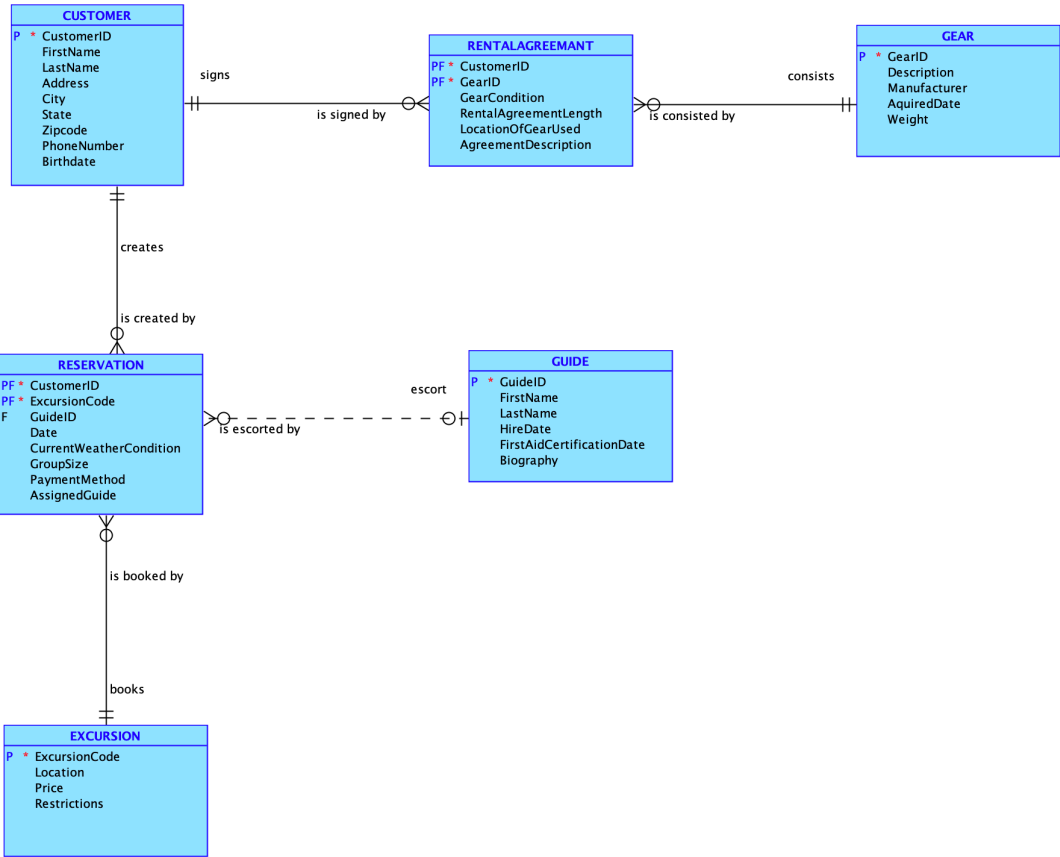 CUSTOMER
P * CustomerID
FirstName
LastName
Address
City
State
Zipcode
PhoneNumber
Birthdate
signs
is signed by
RENTALAGREEMANT
PF * CustomerID
PF * GearID
GearCondition
RentalAgreementLength
LocationOfGearUsed
AgreementDescription
consists
is consisted by
GEAR
P * GearID
Description
Manufacturer
AquiredDate
Weight
creates
is created by
RESERVATION
PF * CustomerID
PF * ExcursionCode
F GuideID
Date
CurrentWeatherCondition
GroupSize
PaymentMethod
AssignedGuide
escort
is escorted by
GUIDE
P * GuideID
FirstName
LastName
HireDate
FirstAidCertificationDate
Biography
is booked by
books
EXCURSION
P * ExcursionCode
Location
Price
Restrictions